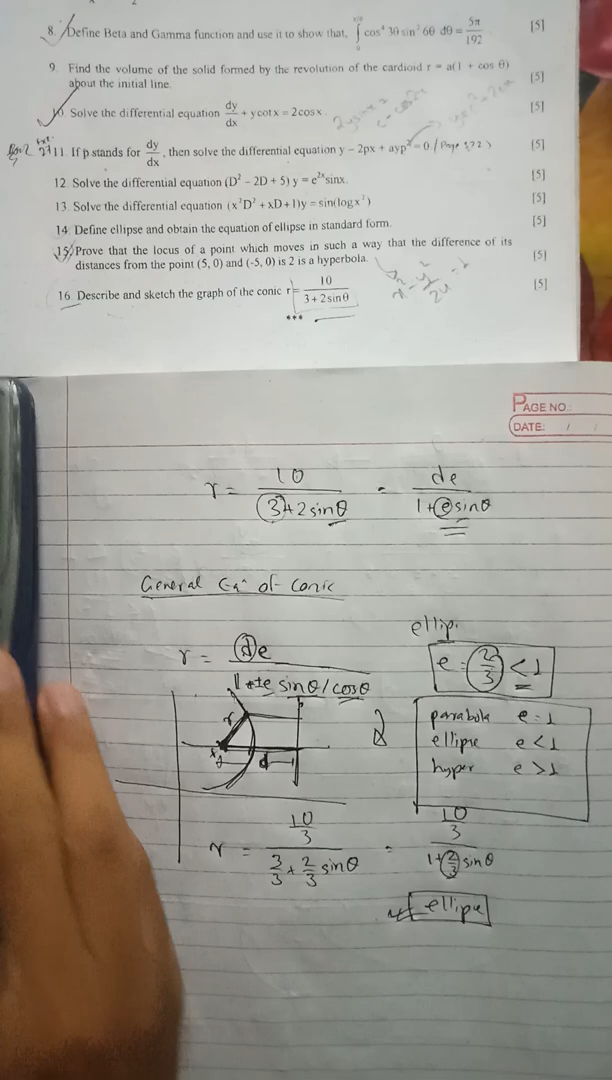 8. Define Beta and Gamma function and use it to show that, ∫ cos⁴ 3θ sin² 6θ dθ = 5π/192 [5]
9. Find the volume of the solid formed by the revolution of the cardioid r = a(1 + cos θ)
about the initial line. [5]
Solve the differential equation dy/dx + ycotx = 2cosx. [5]
11. If p stands for dy/dx, then solve the differential equation y – 2px + ayp² = 0. [5]
12. Solve the differential equation (D² - 2D + 5) y = e²ˣ sinx. [5]
13. Solve the differential equation (x²D² + xD + 1)y = sin(logx²) [5]
14. Define ellipse and obtain the equation of ellipse in standard form. [5]
15. Prove that the locus of a point which moves in such a way that the difference of its
distances from the point (5, 0) and (-5, 0) is 2 is a hyperbola. [5]
16. Describe and sketch the graph of the conic r = 10/(3 + 2 sinθ) [5]
***
PAGE NO.:
DATE: / /
r = 10/(3 + 2 sinθ) = de/(1 + e sinθ)
General Eqⁿ of conic
ellip.
r = de/(1 ± e sinθ/cosθ)
e = 2/3 < 1
parabola e = 1
ellipse e < 1
hyper e > 1
r
d
r = (10/3)/(3/3 + 2/3 sinθ) = (10/3)/(1 + 2/3 sinθ)
ellipse